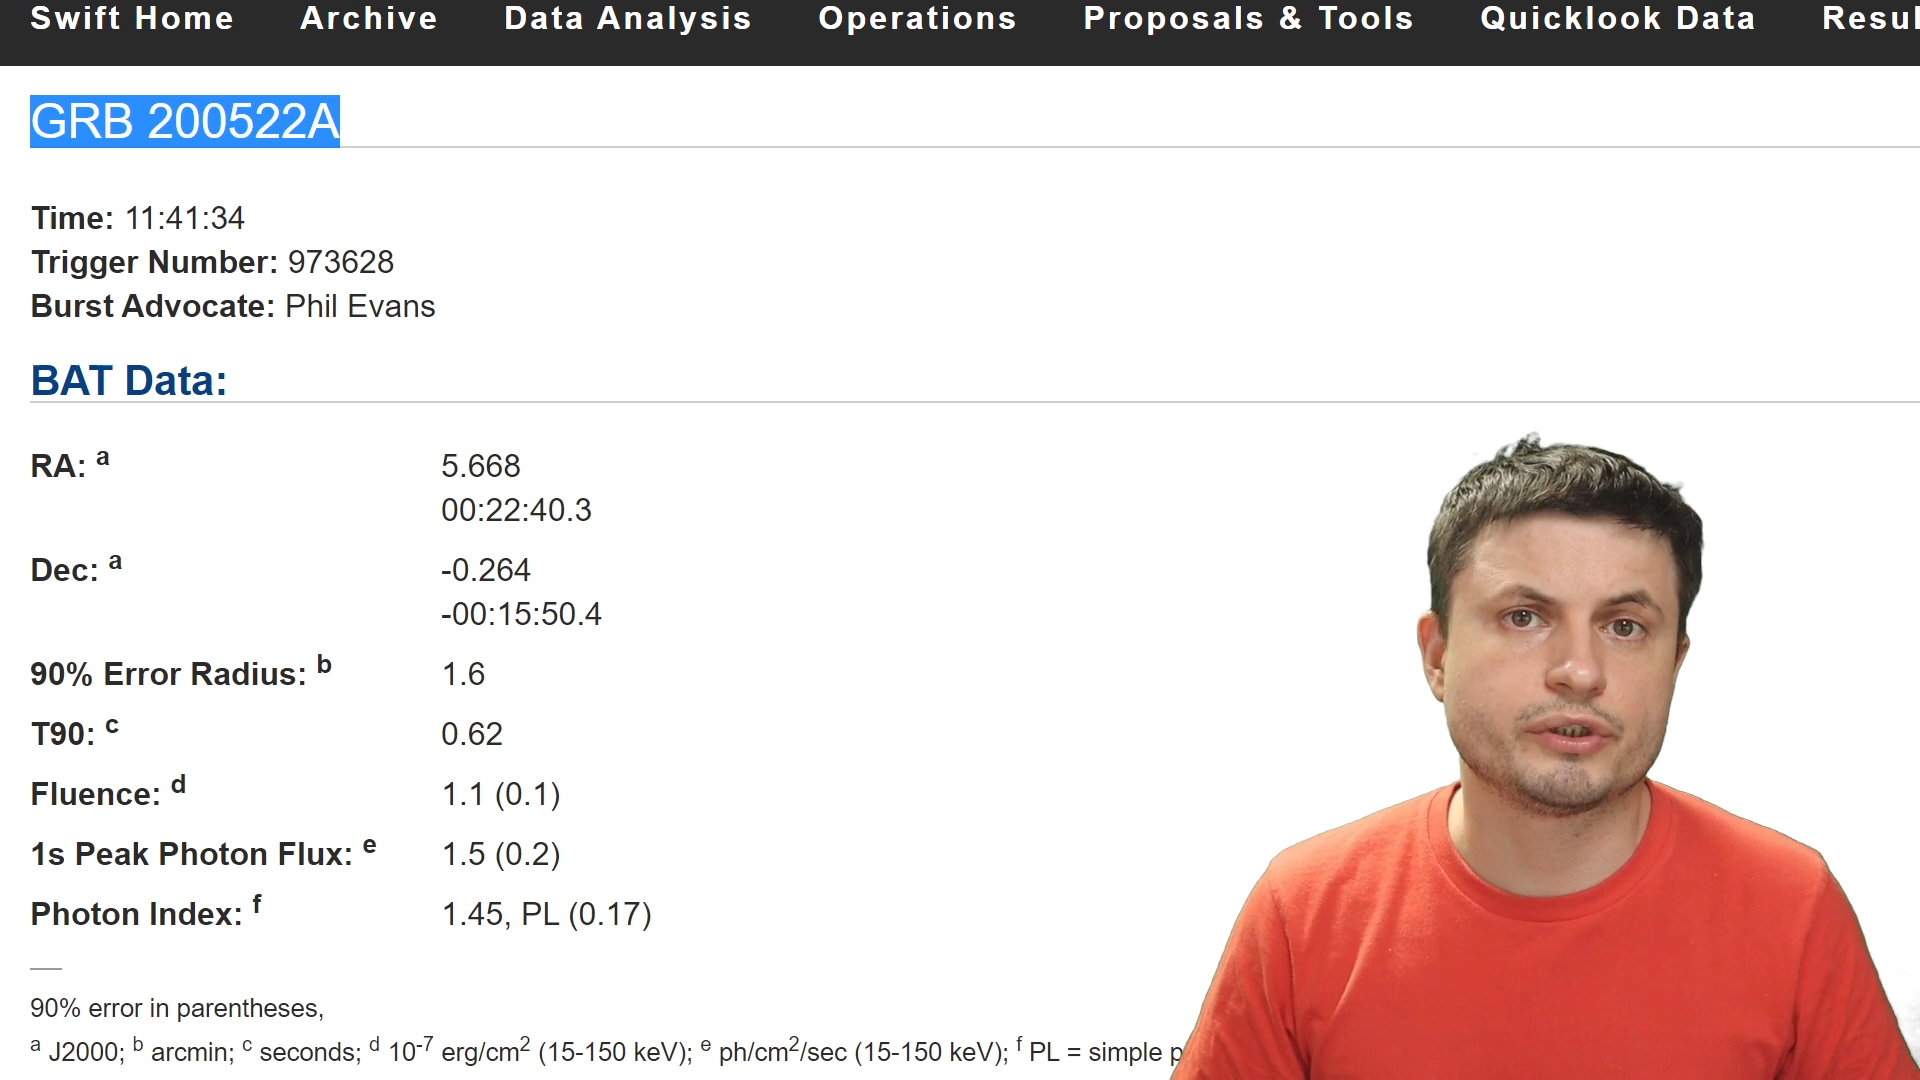 Swift Home Archive Data Analysis Operations Proposals & Tools Quicklook Data
GRB 200522A
Time: 11:41:34
Trigger Number: 973628
Burst Advocate: Phil Evans
BAT Data:
RA: a 5.668
00:22:40.3
Dec: a -0.264
-00:15:50.4
90% Error Radius: b 1.6
T90: c 0.62
Fluence: d 1.1 (0.1)
1s Peak Photon Flux: e 1.5 (0.2)
Photon Index: f 1.45, PL (0.17)
90% error in parentheses,
a J2000; b arcmin; c seconds; d 10-7 erg/cm2 (15-150 keV); e ph/cm2/sec (15-150 keV); f PL = simple